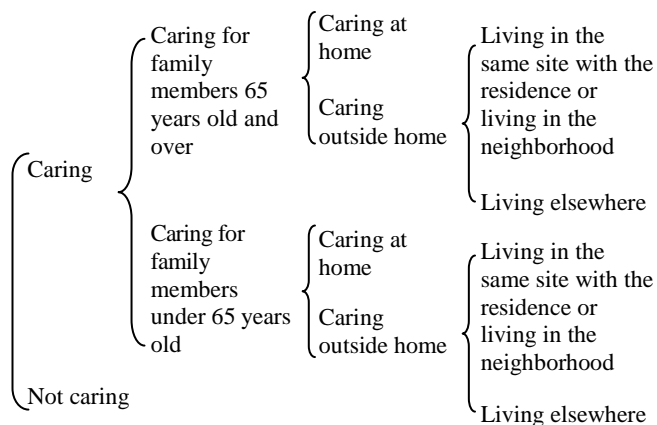 Caring
Not caring
Caring for
family
members 65
years old and
over
Caring at
home
Caring
outside home
Living in the
same site with the
residence or
living in the
neighborhood
Living elsewhere
Caring for
family
members
under 65 years
old
Caring at
home
Caring
outside home
Living in the
same site with the
residence or
living in the
neighborhood
Living elsewhere